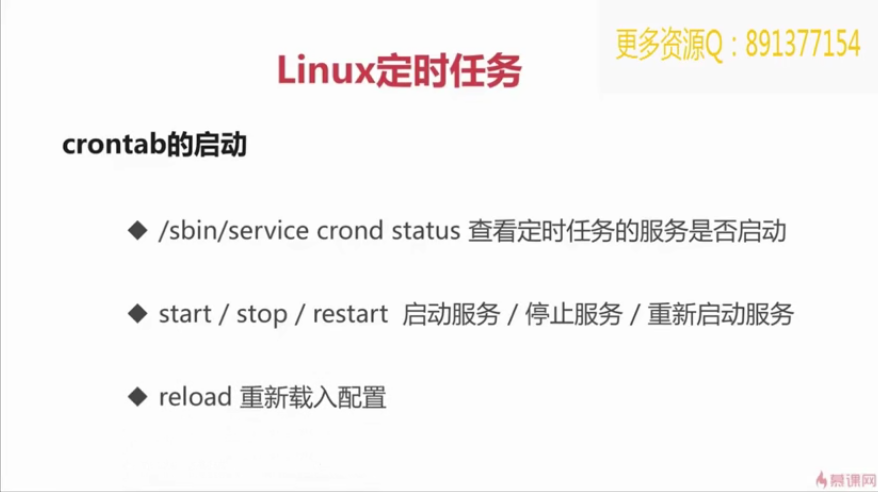 更多资源Q：891377154
Linux定时任务
crontab的启动
◆ /sbin/service crond status 查看定时任务的服务是否启动
◆ start / stop / restart 启动服务 / 停止服务 / 重新启动服务
◆ reload 重新载入配置
慕课网